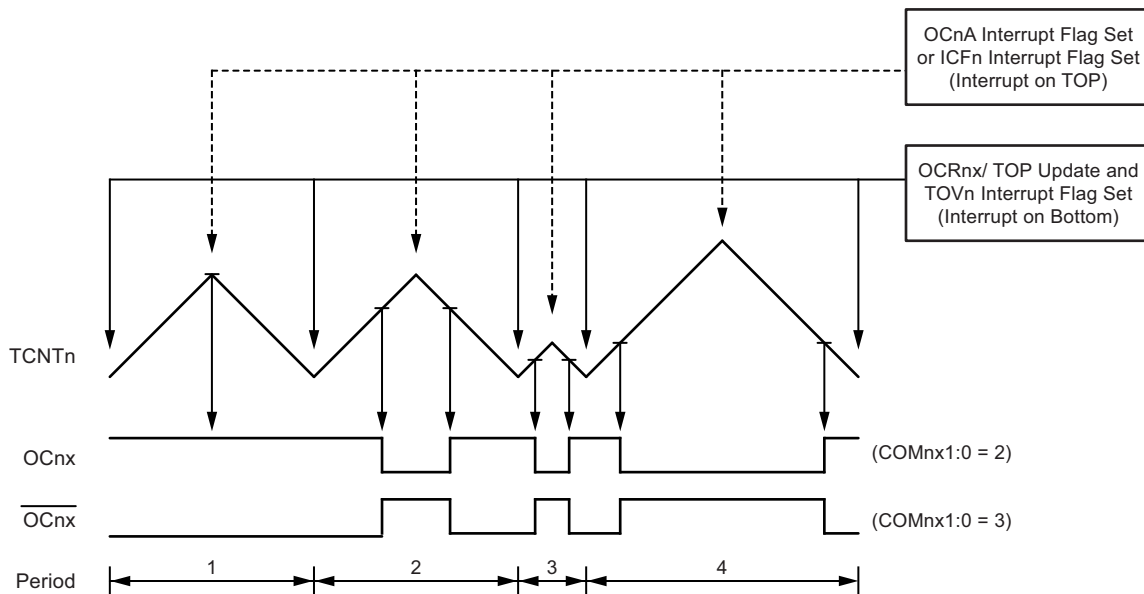 OCnA Interrupt Flag Set
or ICFn Interrupt Flag Set
(Interrupt on TOP)
OCRnx/ TOP Update and
TOVn Interrupt Flag Set
(Interrupt on Bottom)
TCNTn
OCnx
(COMnx1:0 = 2)
OCnx
(COMnx1:0 = 3)
Period
1
2
3
4